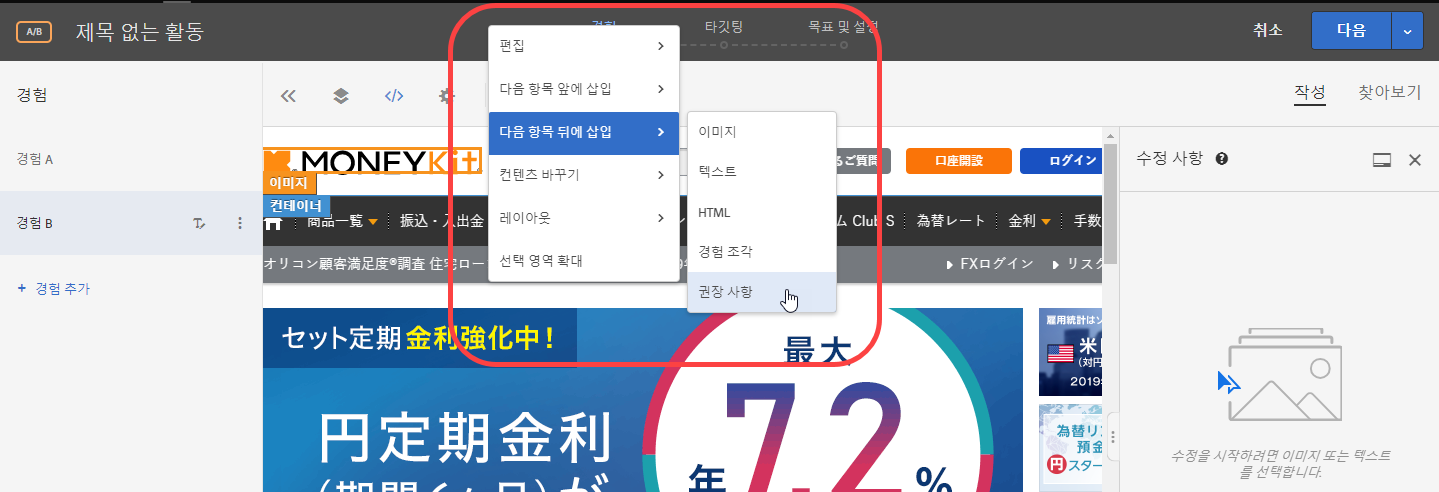 A/B
제목 없는 활동
경험
타깃팅
목표 및 설정
취소
다음
경험
작성
찾아보기
편집
다음 항목 앞에 삽입
다음 항목 뒤에 삽입
컨텐츠 바꾸기
레이아웃
선택 영역 확대
이미지
텍스트
HTML
경험 조각
권장 사항
경험 A
경험 B
+ 경험 추가
MONEYKit
이미지
컨테이너
るご質問
口座開設
ログイン
商品一覧
振込・入出金
ム Club S
為替レート
金利
手数
オリコン顧客満足度®調査 住宅ロー
FXログイン
リスク
수정 사항
セット定期 金利強化中!
最大
7.2
年
%
円定期金利
(期間6ヶ月)が
雇用統計は
米
(対円
2019
為替リ
預金
円スター
수정을 시작하려면 이미지 또는 텍스트
를 선택합니다.